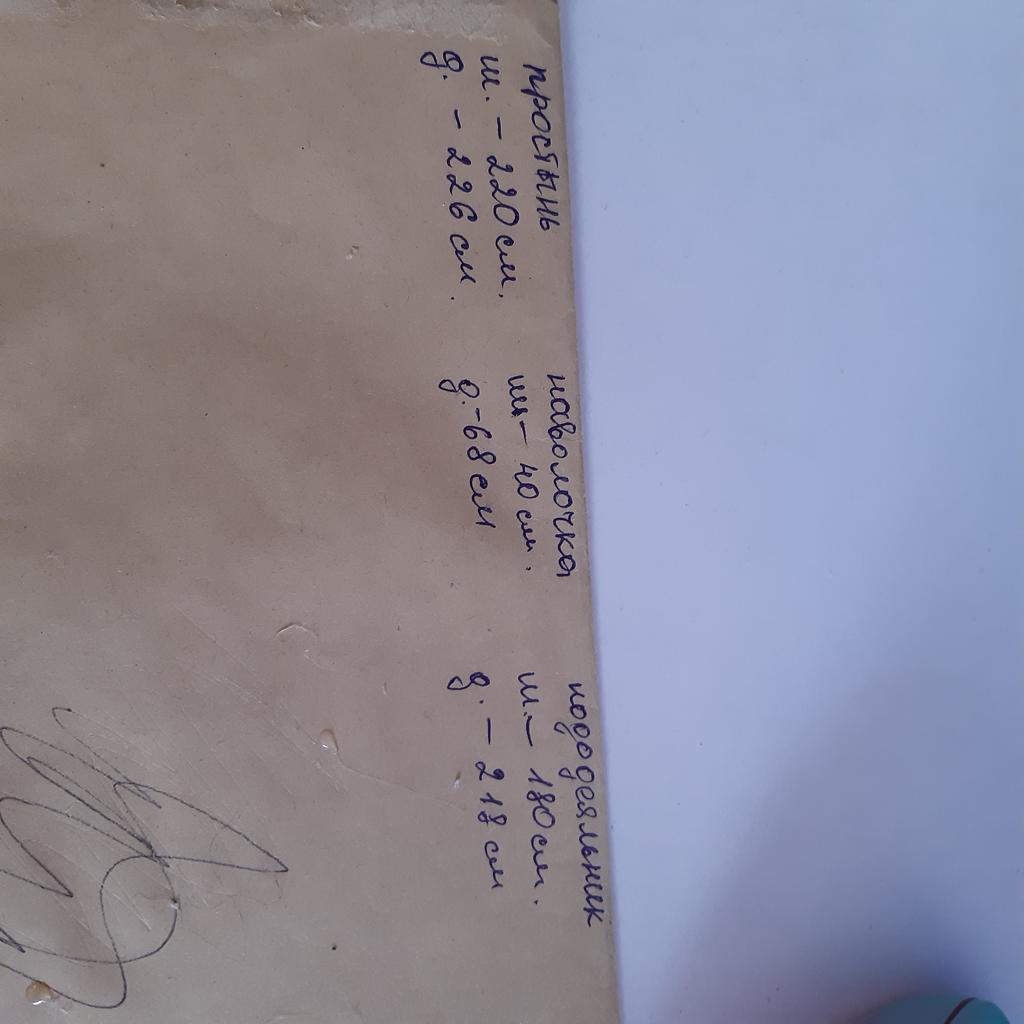 простынь
ш. - 220 см.
д. - 226 см.
наволочка
ш - 40 см.
д. - 68 см
пододеяльник
ш. - 180 см.
д. - 218 см